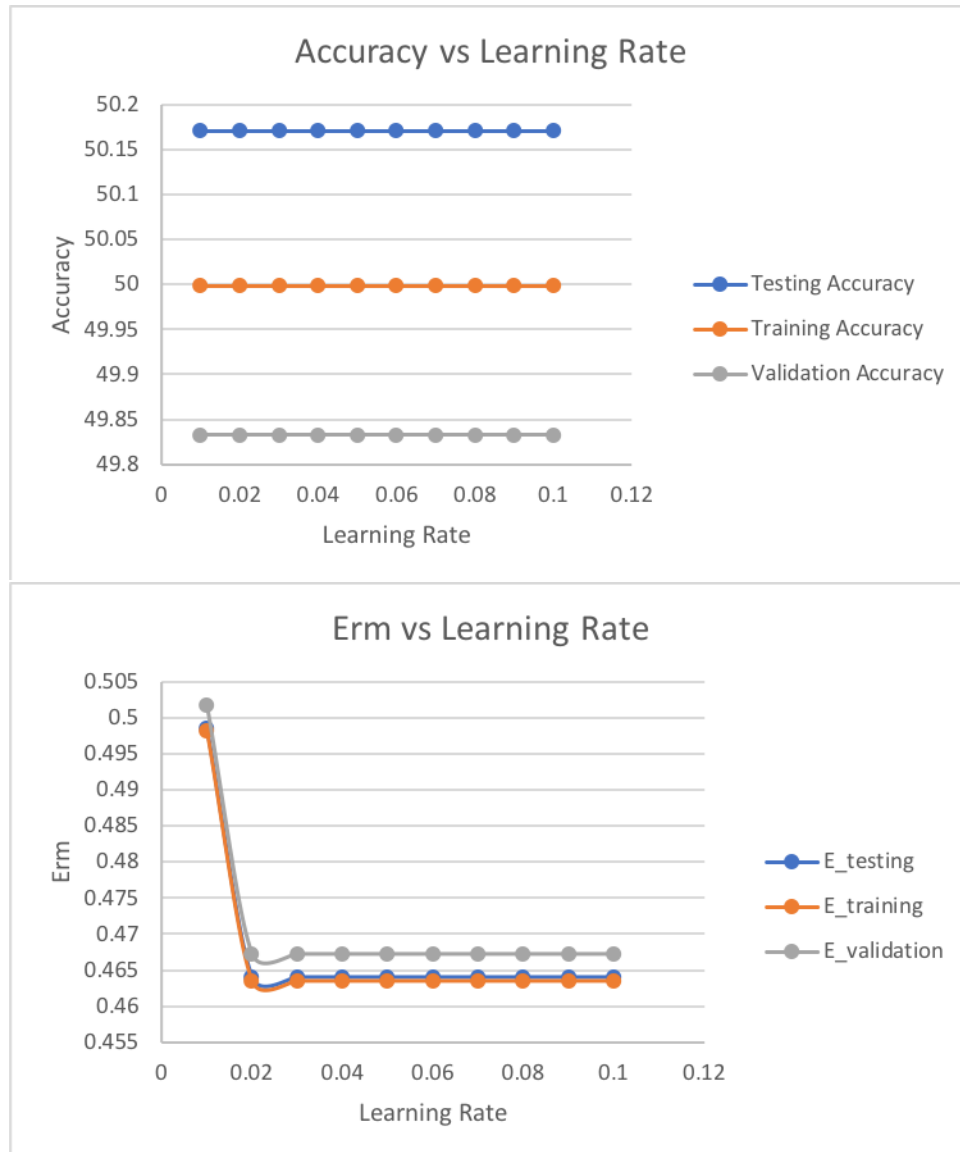 Accuracy vs Learning Rate
50.2
50.15
50.1
50.05
50
49.95
49.9
49.85
49.8
Accuracy
0 0.02 0.04 0.06 0.08 0.1 0.12
Learning Rate
Testing Accuracy
Training Accuracy
Validation Accuracy
Erm vs Learning Rate
0.505
0.5
0.495
0.49
0.485
0.48
0.475
0.47
0.465
0.46
0.455
Erm
0 0.02 0.04 0.06 0.08 0.1 0.12
Learning Rate
E_testing
E_training
E_validation